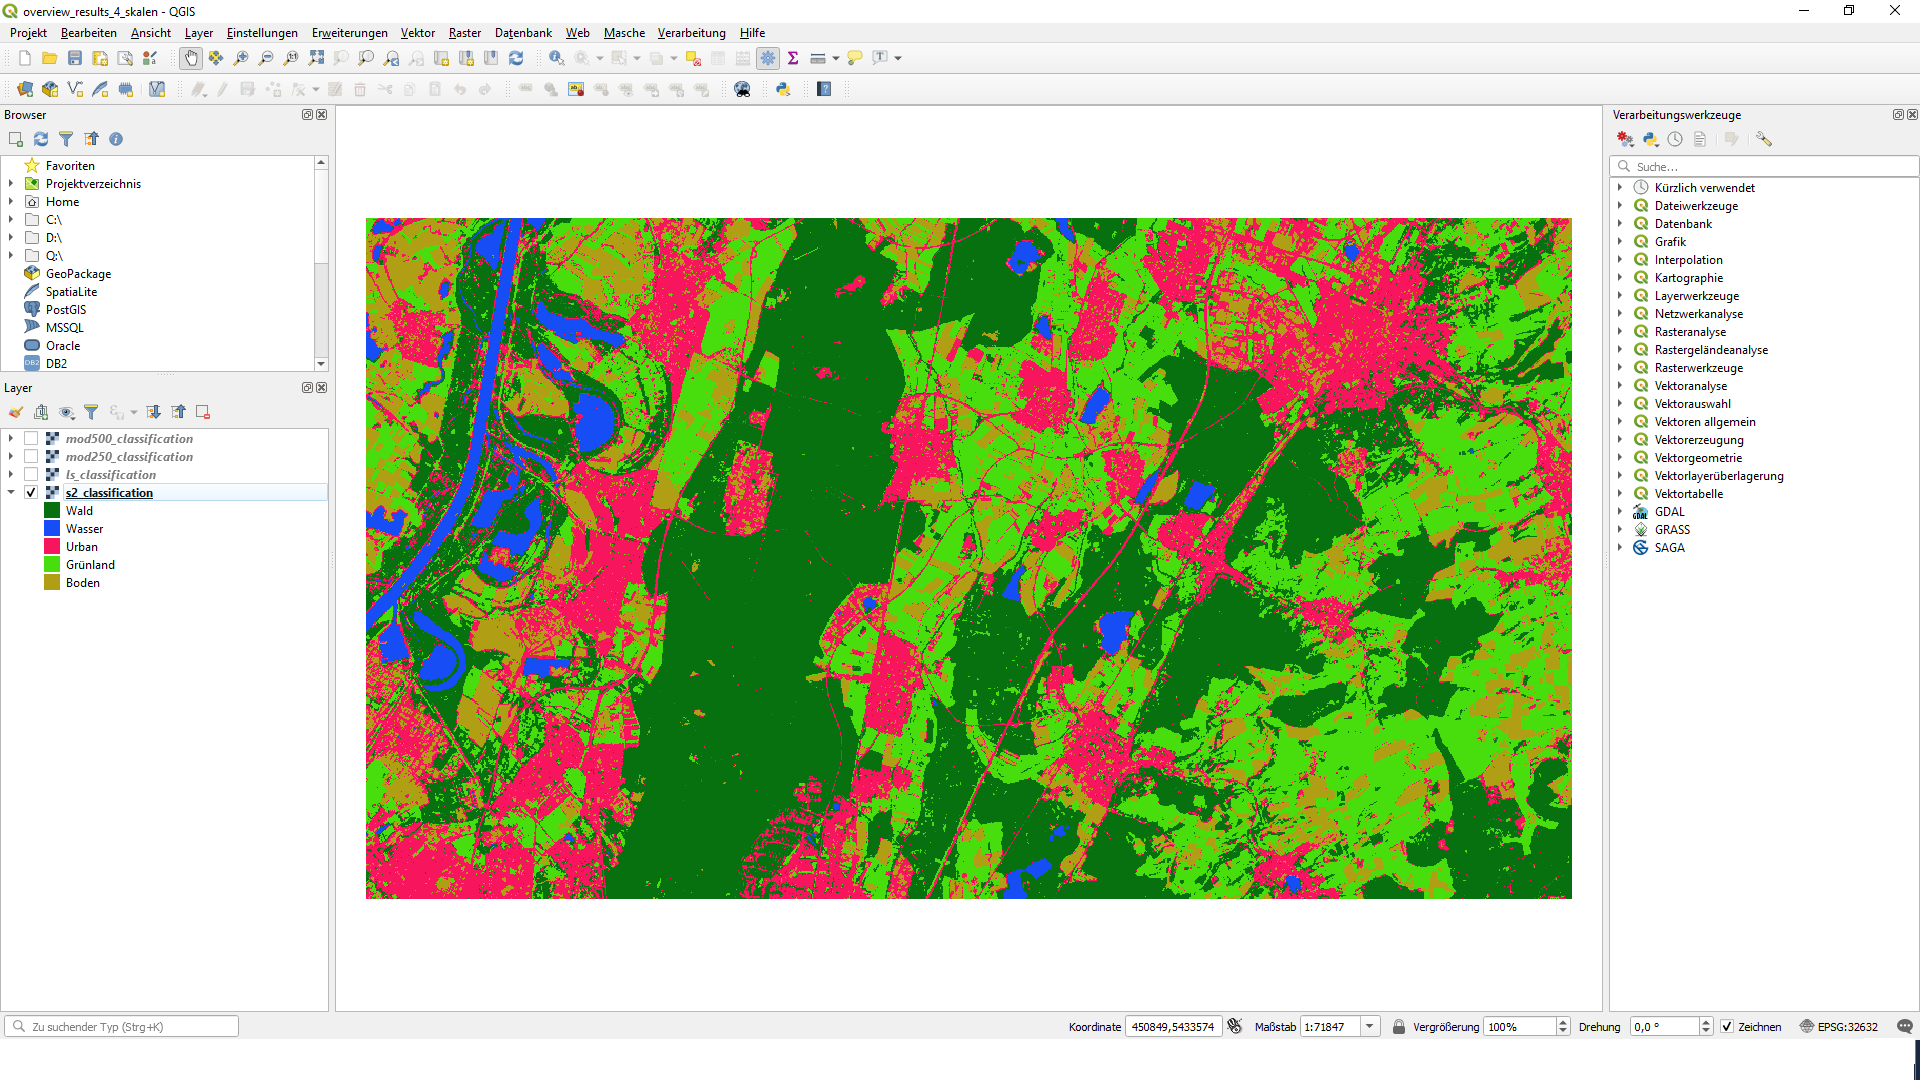 overview_results_4_skalen - QGIS
Projekt Bearbeiten Ansicht Layer Einstellungen Erweiterungen Vektor Raster Datenbank Web Masche Verarbeitung Hilfe
Browser
Favoriten
Projektverzeichnis
Home
C:\
D:\
Q:\
GeoPackage
SpatiaLite
PostGIS
MSSQL
Oracle
DB2
Layer
mod500_classification
mod250_classification
ls_classification
s2_classification
Wald
Wasser
Urban
Grünland
Boden
Verarbeitungswerkzeuge
Suche...
Kürzlich verwendet
Dateiwerkzeuge
Datenbank
Grafik
Interpolation
Kartographie
Layerwerkzeuge
Netzwerkanalyse
Rasteranalyse
Rastergeländeanalyse
Rasterwerkzeuge
Vektoranalyse
Vektorauswahl
Vektoren allgemein
Vektorerzeugung
Vektorgeometrie
Vektorlayerüberlagerung
Vektortabelle
GDAL
GRASS
SAGA
Zu suchender Typ (Strg+K)
Koordinate 450849,5433574 Maßstab 1:71847 Vergrößerung 100% Drehung 0,0 ° Zeichnen EPSG:32632